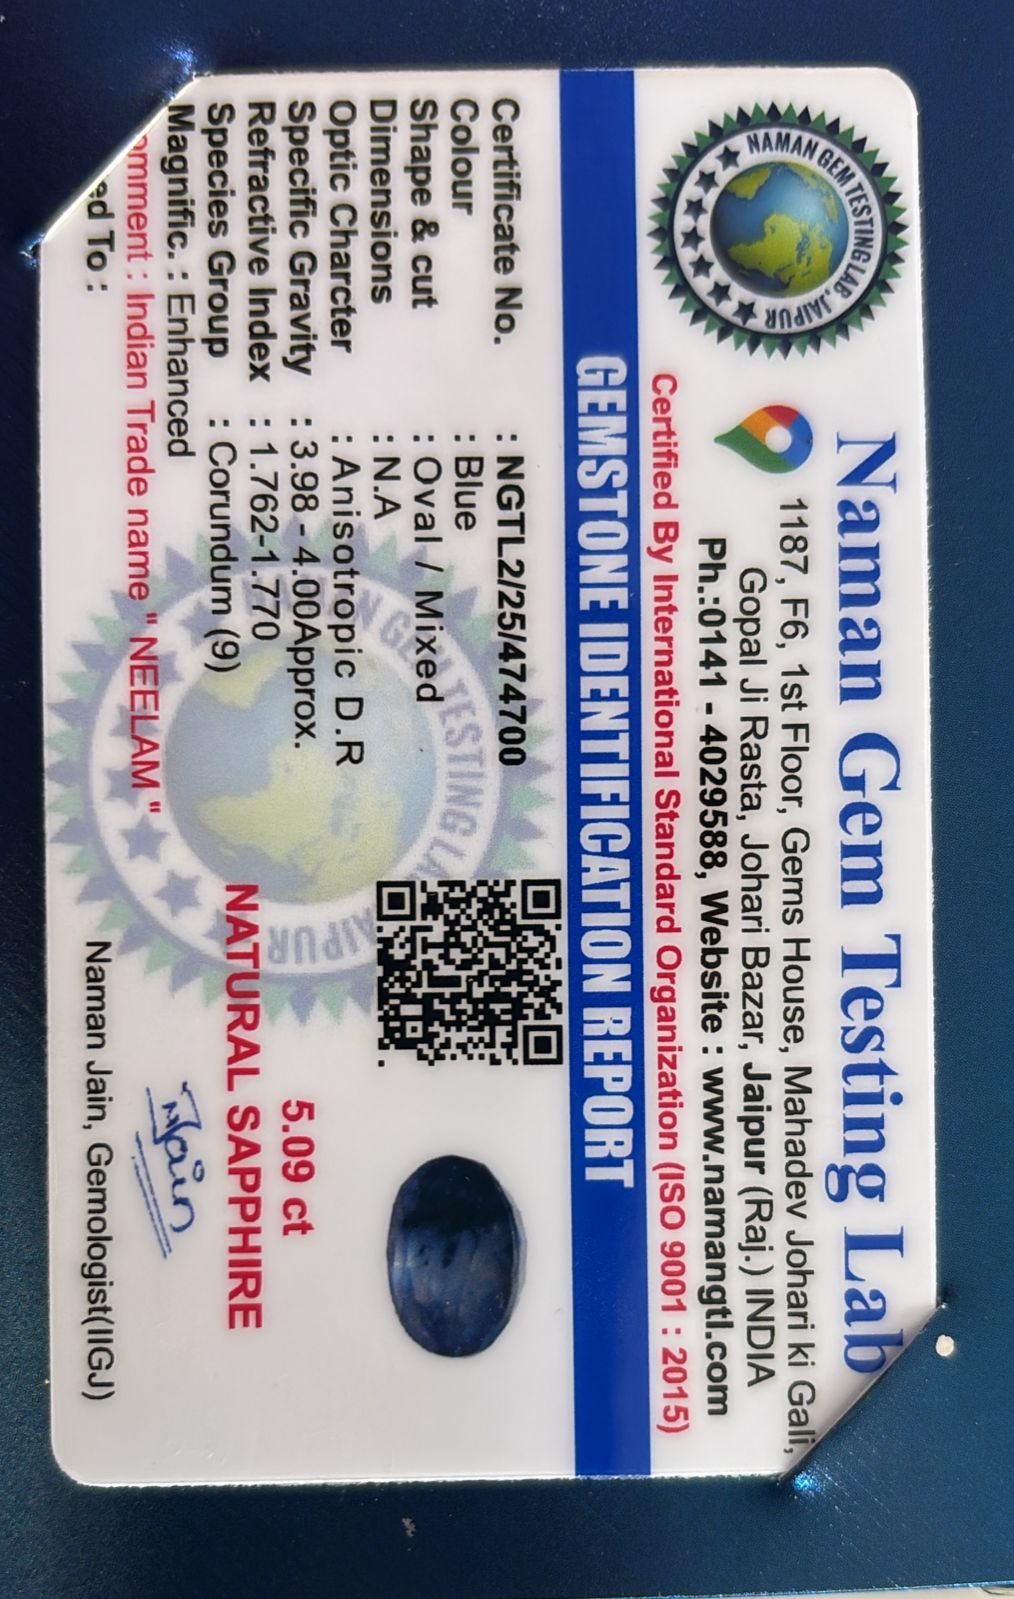 NAMAN GEM TESTING LAB, JAIPUR
Naman Gem Testing Lab
1187, F6, 1st Floor, Gems House, Mahadev Johari ki Gali,
Gopal Ji Rasta, Johari Bazar, Jaipur (Raj.) INDIA
Ph.:0141 - 4029588, Website : www.namangtl.com
Certified By International Standard Organization (ISO 9001 : 2015)
GEMSTONE IDENTIFICATION REPORT
Certificate No. : NGTL2/25/474700
Colour : Blue
Shape & cut : Oval / Mixed
Dimensions : N.A
Optic Charcter : Anisotropic D.R
Specific Gravity : 3.98 - 4.00Approx.
Refractive Index : 1.762-1.770
Species Group : Corundum (9)
Magnific. : Enhanced
omment : Indian Trade name " NEELAM "
ed To :
5.09 ct
NATURAL SAPPHIRE
NJain
Naman Jain, Gemologist(IIGJ)